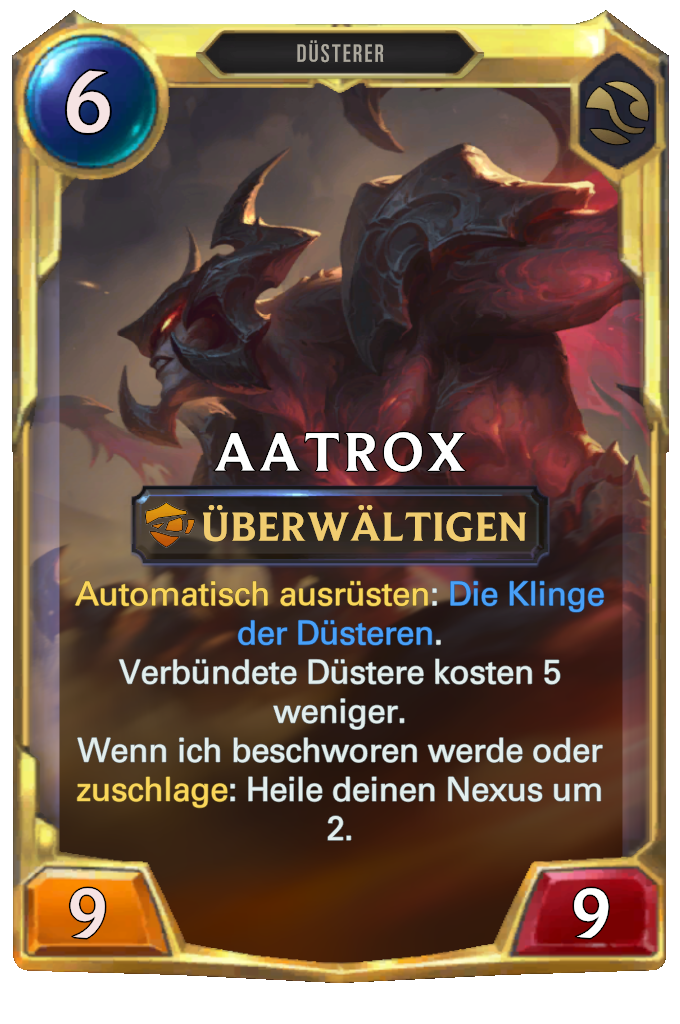 DÜSTERER
6
AATROX
ÜBERWÄLTIGEN
Automatisch ausrüsten: Die Klinge
der Düsteren.
Verbündete Düstere kosten 5
weniger.
Wenn ich beschworen werde oder
zuschlage: Heile deinen Nexus um
2.
9
9